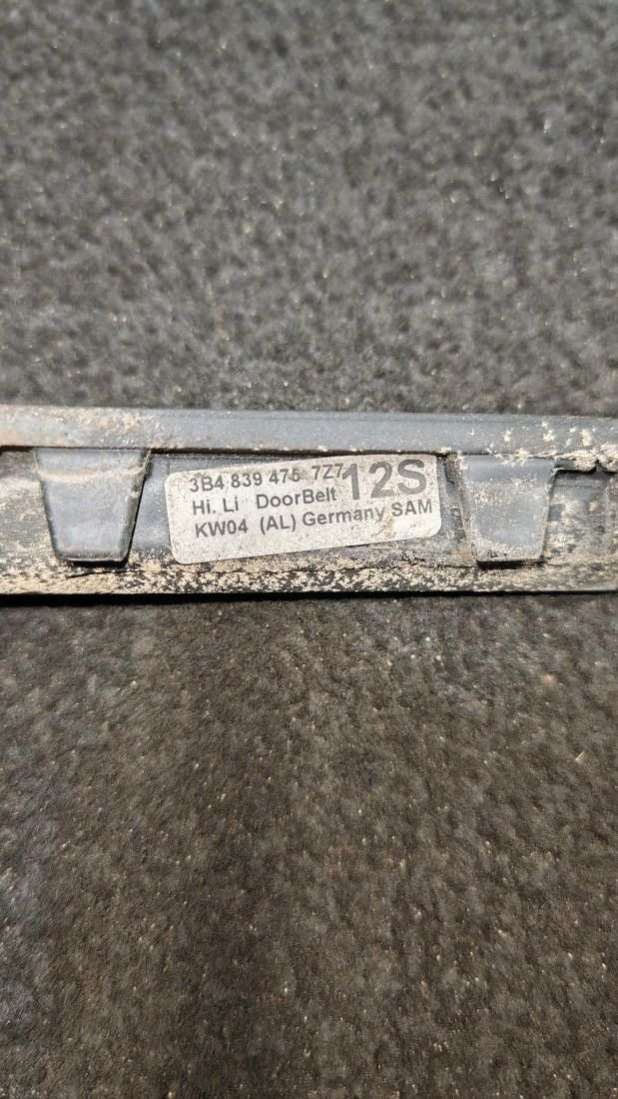 3B4 839 475 7Z7 12S
Hi. Li DoorBelt
KW04 (AL) Germany SAM